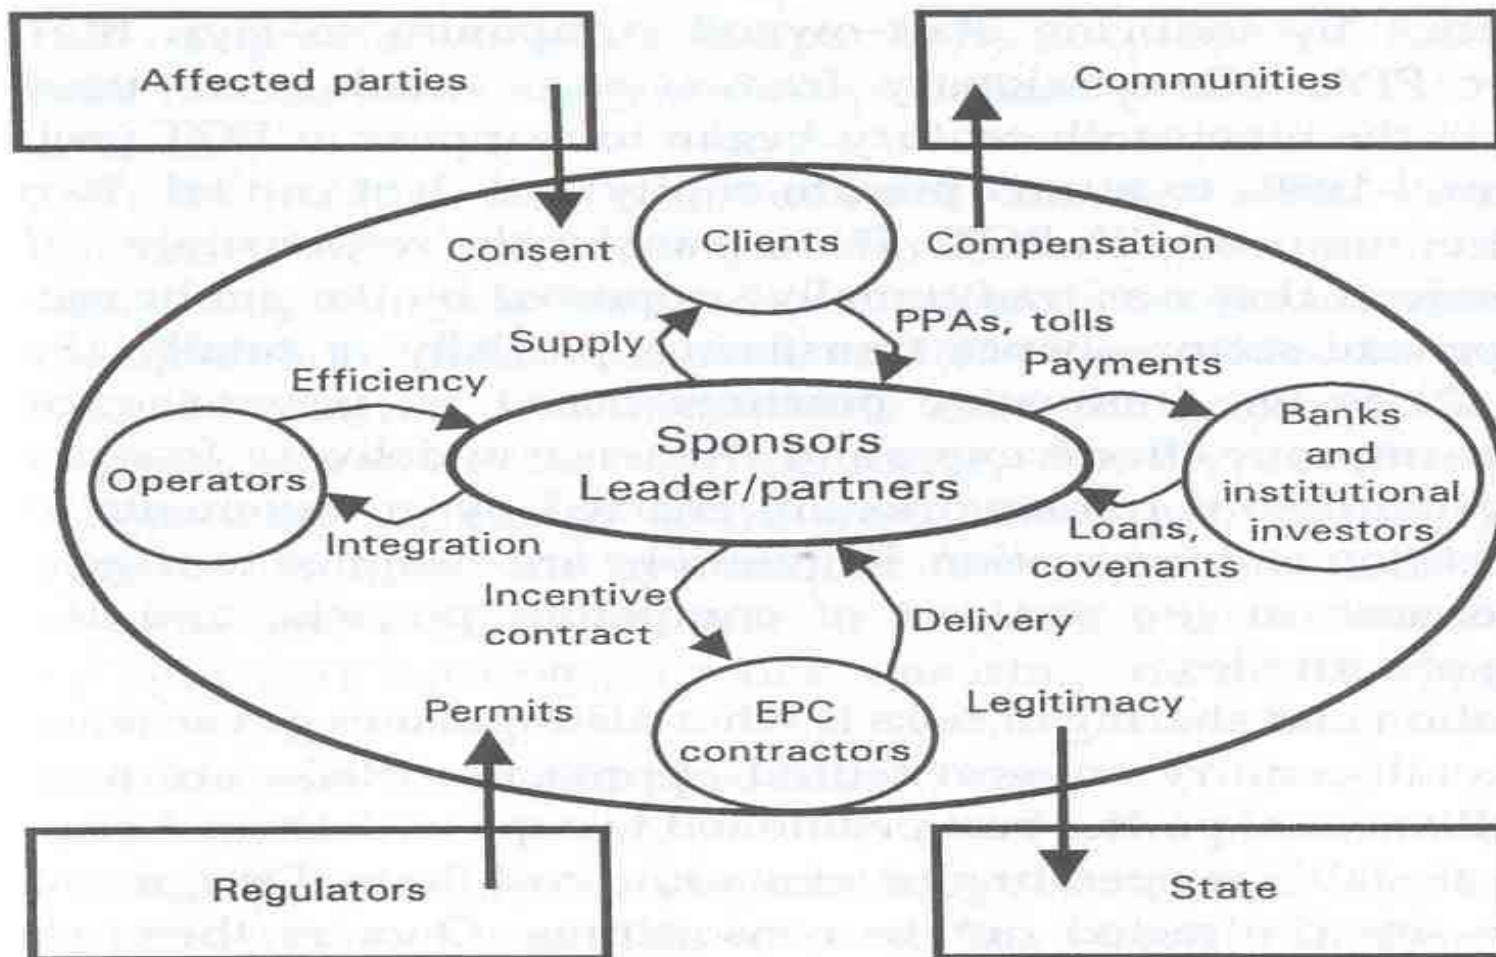 Affected parties
Communities
Clients
Consent
Compensation
Supply
PPAs, tolls
Efficiency
Payments
Sponsors
Leader/partners
Banks
and
institutional
investors
Operators
Integration
Loans,
covenants
Incentive
contract
Delivery
Permits
EPC
contractors
Legitimacy
Regulators
State